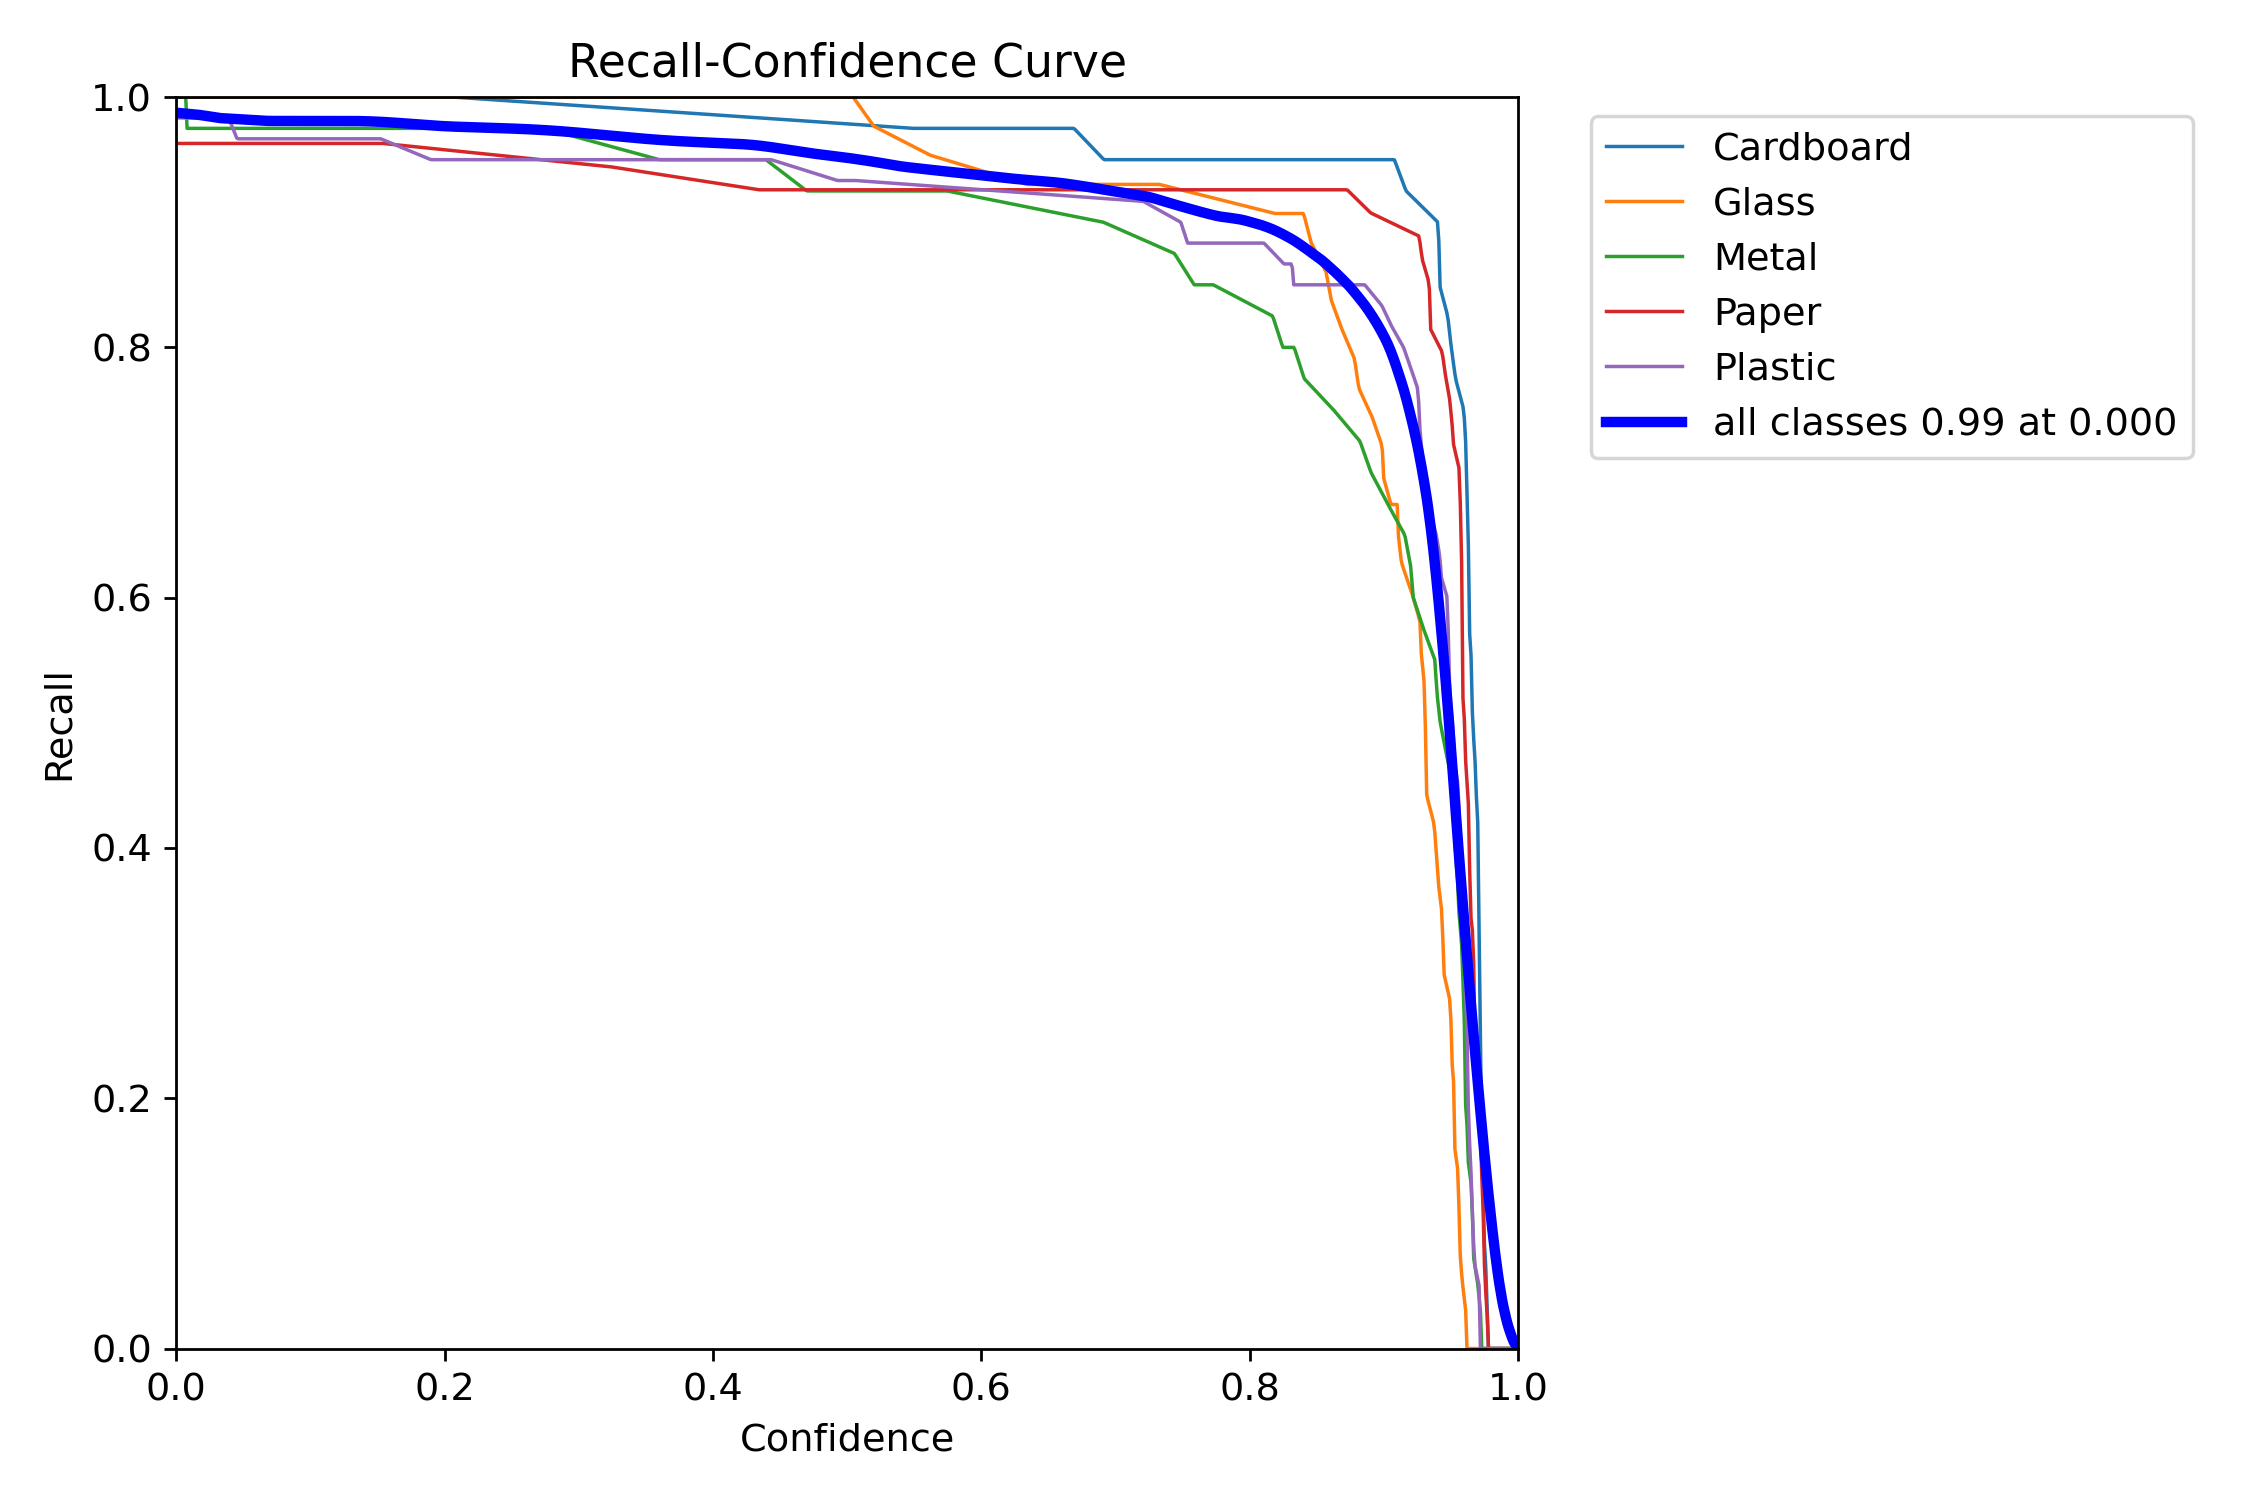 Recall-Confidence Curve
1.0
0.8
0.6
0.4
0.2
0.0
Recall
0.0 0.2 0.4 0.6 0.8 1.0
Confidence
Cardboard
Glass
Metal
Paper
Plastic
all classes 0.99 at 0.000